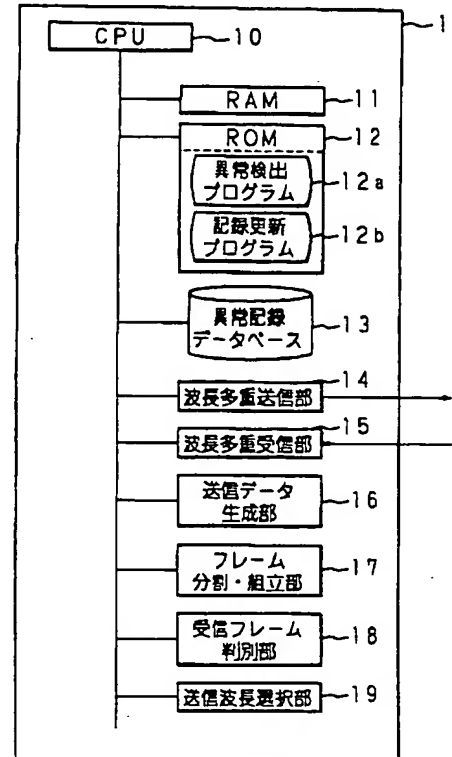 1
CPU 10
RAM 11
ROM 12
異常検出
プログラム 12a
記録更新
プログラム 12b
異常記録
データベース 13
14
波長多重送信部
15
波長多重受信部
送信データ
生成部 16
フレーム
分割・組立部 17
受信フレーム
判別部 18
送信波長選択部 19